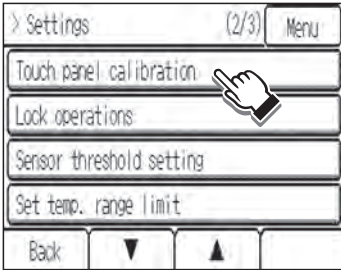 > Settings (2/3) Menu
Touch panel calibration
Lock operations
Sensor threshold setting
Set temp. range limit
Back ▼ ▲